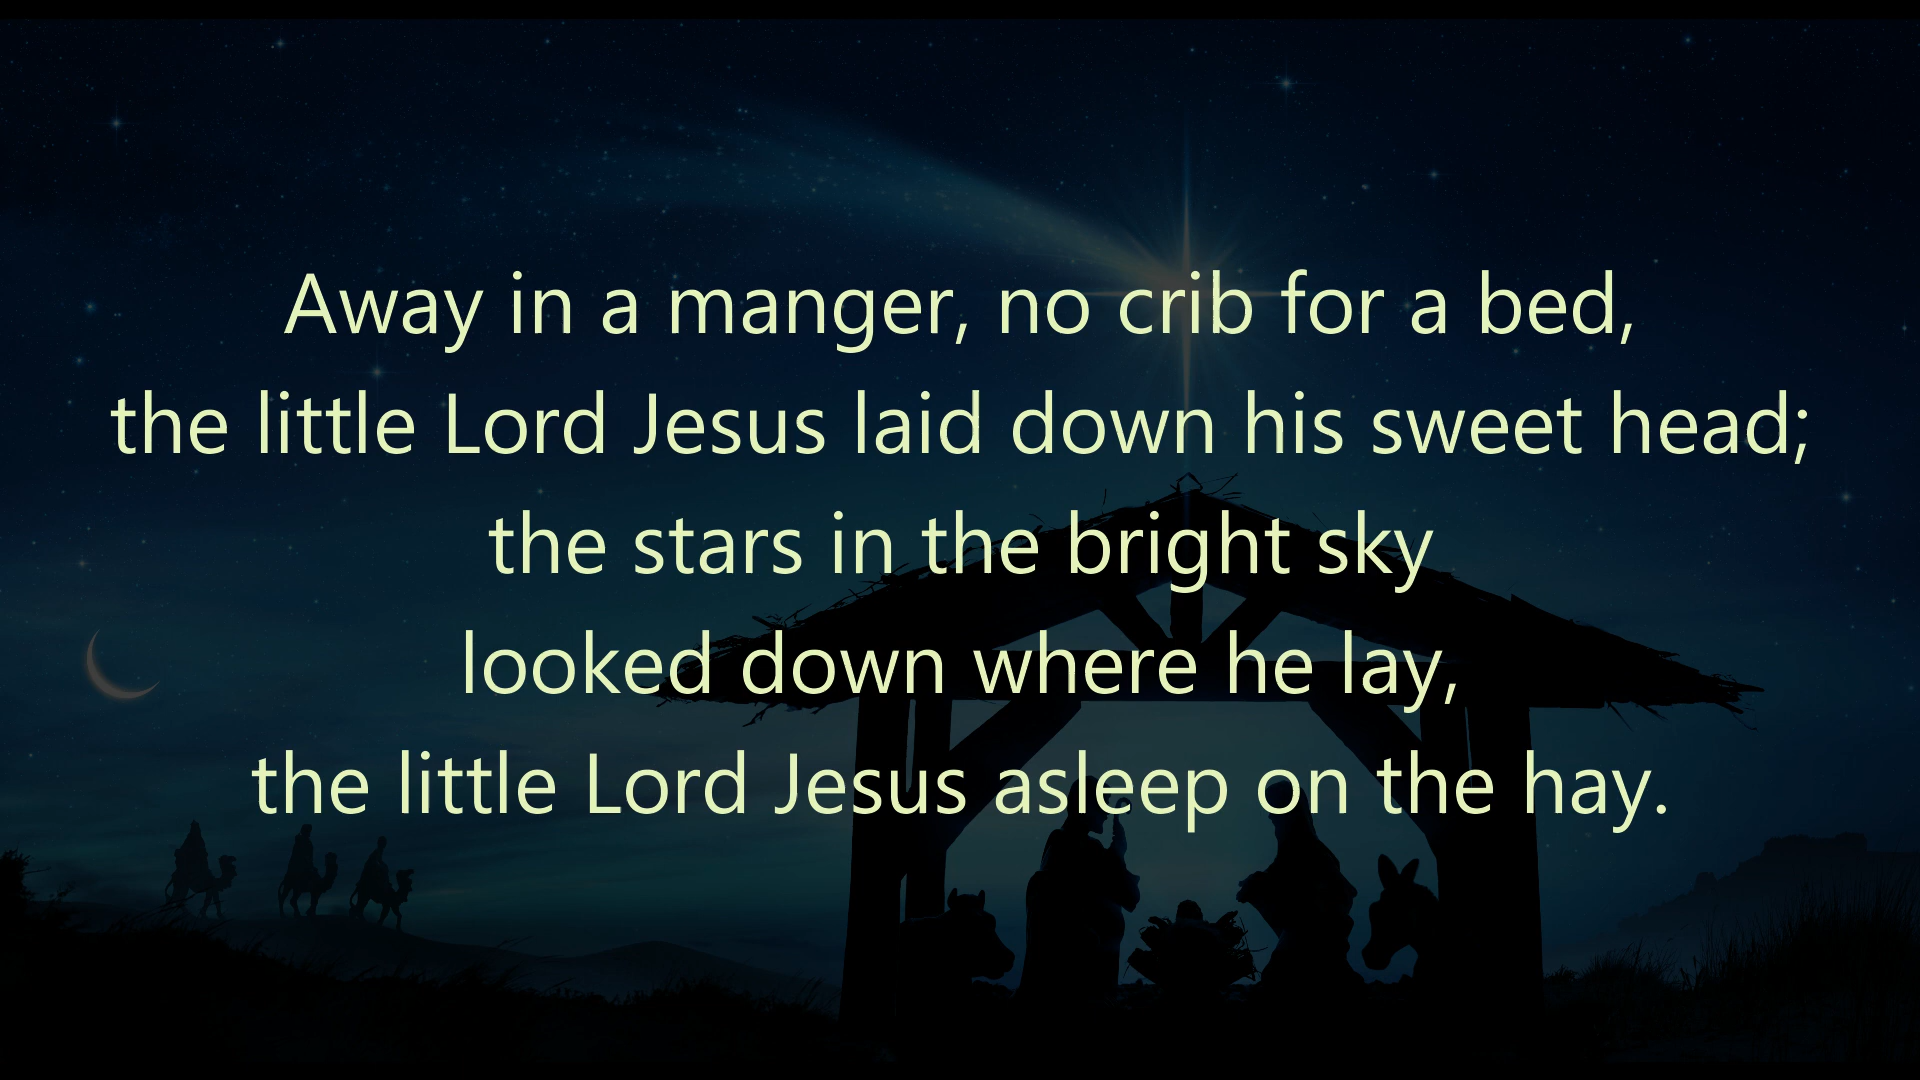 Away in a manger, no crib for a bed,
the little Lord Jesus laid down his sweet head;
the stars in the bright sky
looked down where he lay,
the little Lord Jesus asleep on the hay.